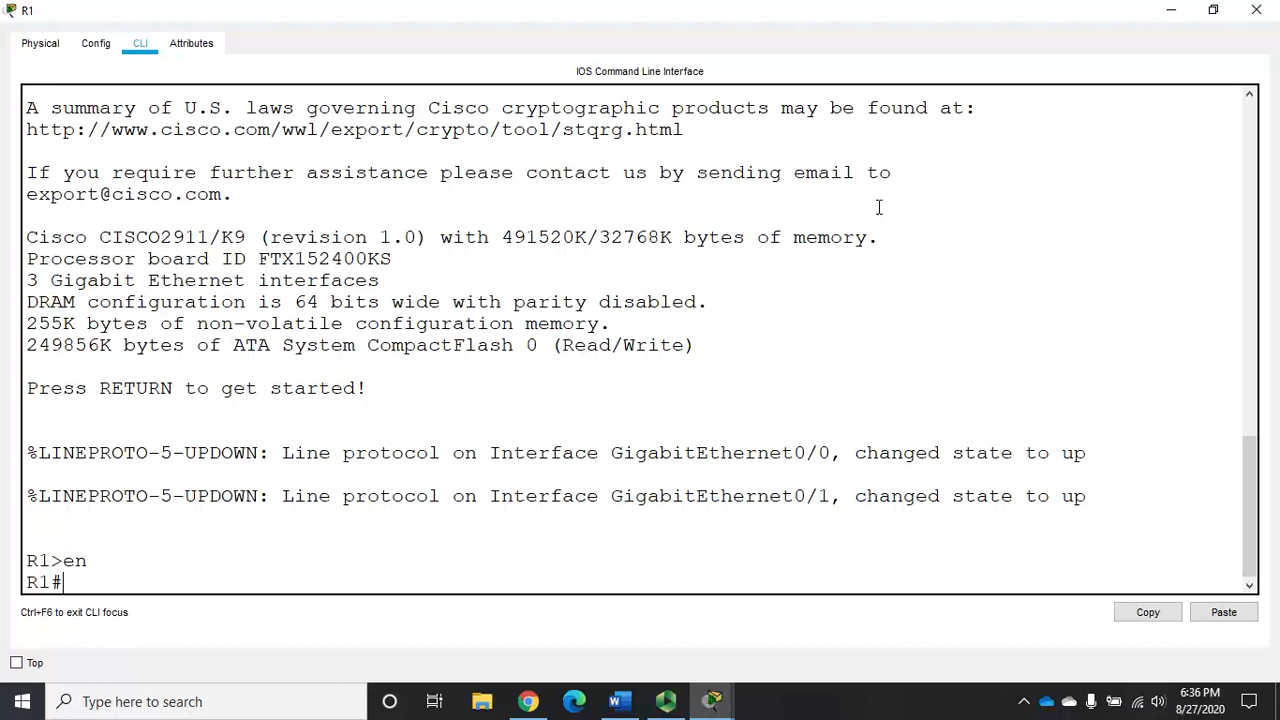 R1
Physical
Config
CLI
Attributes
IOS Command Line Interface
A summary of U.S. laws governing Cisco cryptographic products may be found at:
http://www.cisco.com/wwl/export/crypto/tool/stqrg.html
If you require further assistance please contact us by sending email to
export@cisco.com.
Cisco CISCO2911/K9 (revision 1.0) with 491520K/32768K bytes of memory.
Processor board ID FTX152400KS
3 Gigabit Ethernet interfaces
DRAM configuration is 64 bits wide with parity disabled.
255K bytes of non-volatile configuration memory.
249856K bytes of ATA System CompactFlash 0 (Read/Write)
Press RETURN to get started!
%LINEPROTO-5-UPDOWN: Line protocol on Interface GigabitEthernet0/0, changed state to up
%LINEPROTO-5-UPDOWN: Line protocol on Interface GigabitEthernet0/1, changed state to up
R1>en
R1#
Ctrl+F6 to exit CLI focus
Copy
Paste
Top
Type here to search
6:36 PM
8/27/2020